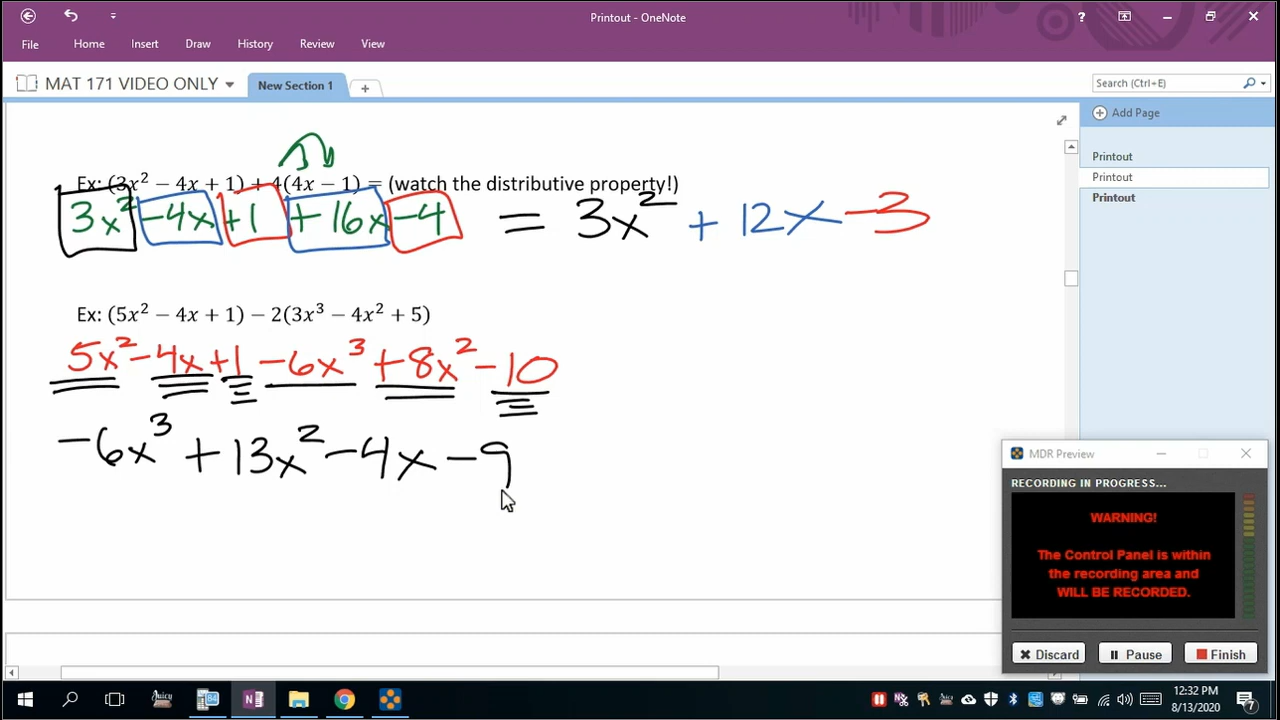 Printout - OneNote
?
File Home Insert Draw History Review View
MAT 171 VIDEO ONLY New Section 1 +
Search (Ctrl+E)
Add Page
Printout
Printout
Printout
Ex: (3x² − 4x + 1) + 4(4x − 1) = (watch the distributive property!)
3x² -4x +1 + 16x -4 = 3x² + 12x -3
Ex: (5x² − 4x + 1) − 2(3x³ − 4x² + 5)
5x² -4x +1 -6x³ +8x² -10
-6x³ + 13x² -4x -9
MDR Preview
RECORDING IN PROGRESS...
WARNING!
The Control Panel is within
the recording area and
WILL BE RECORDED.
Discard Pause Finish
12:32 PM
8/13/2020
7